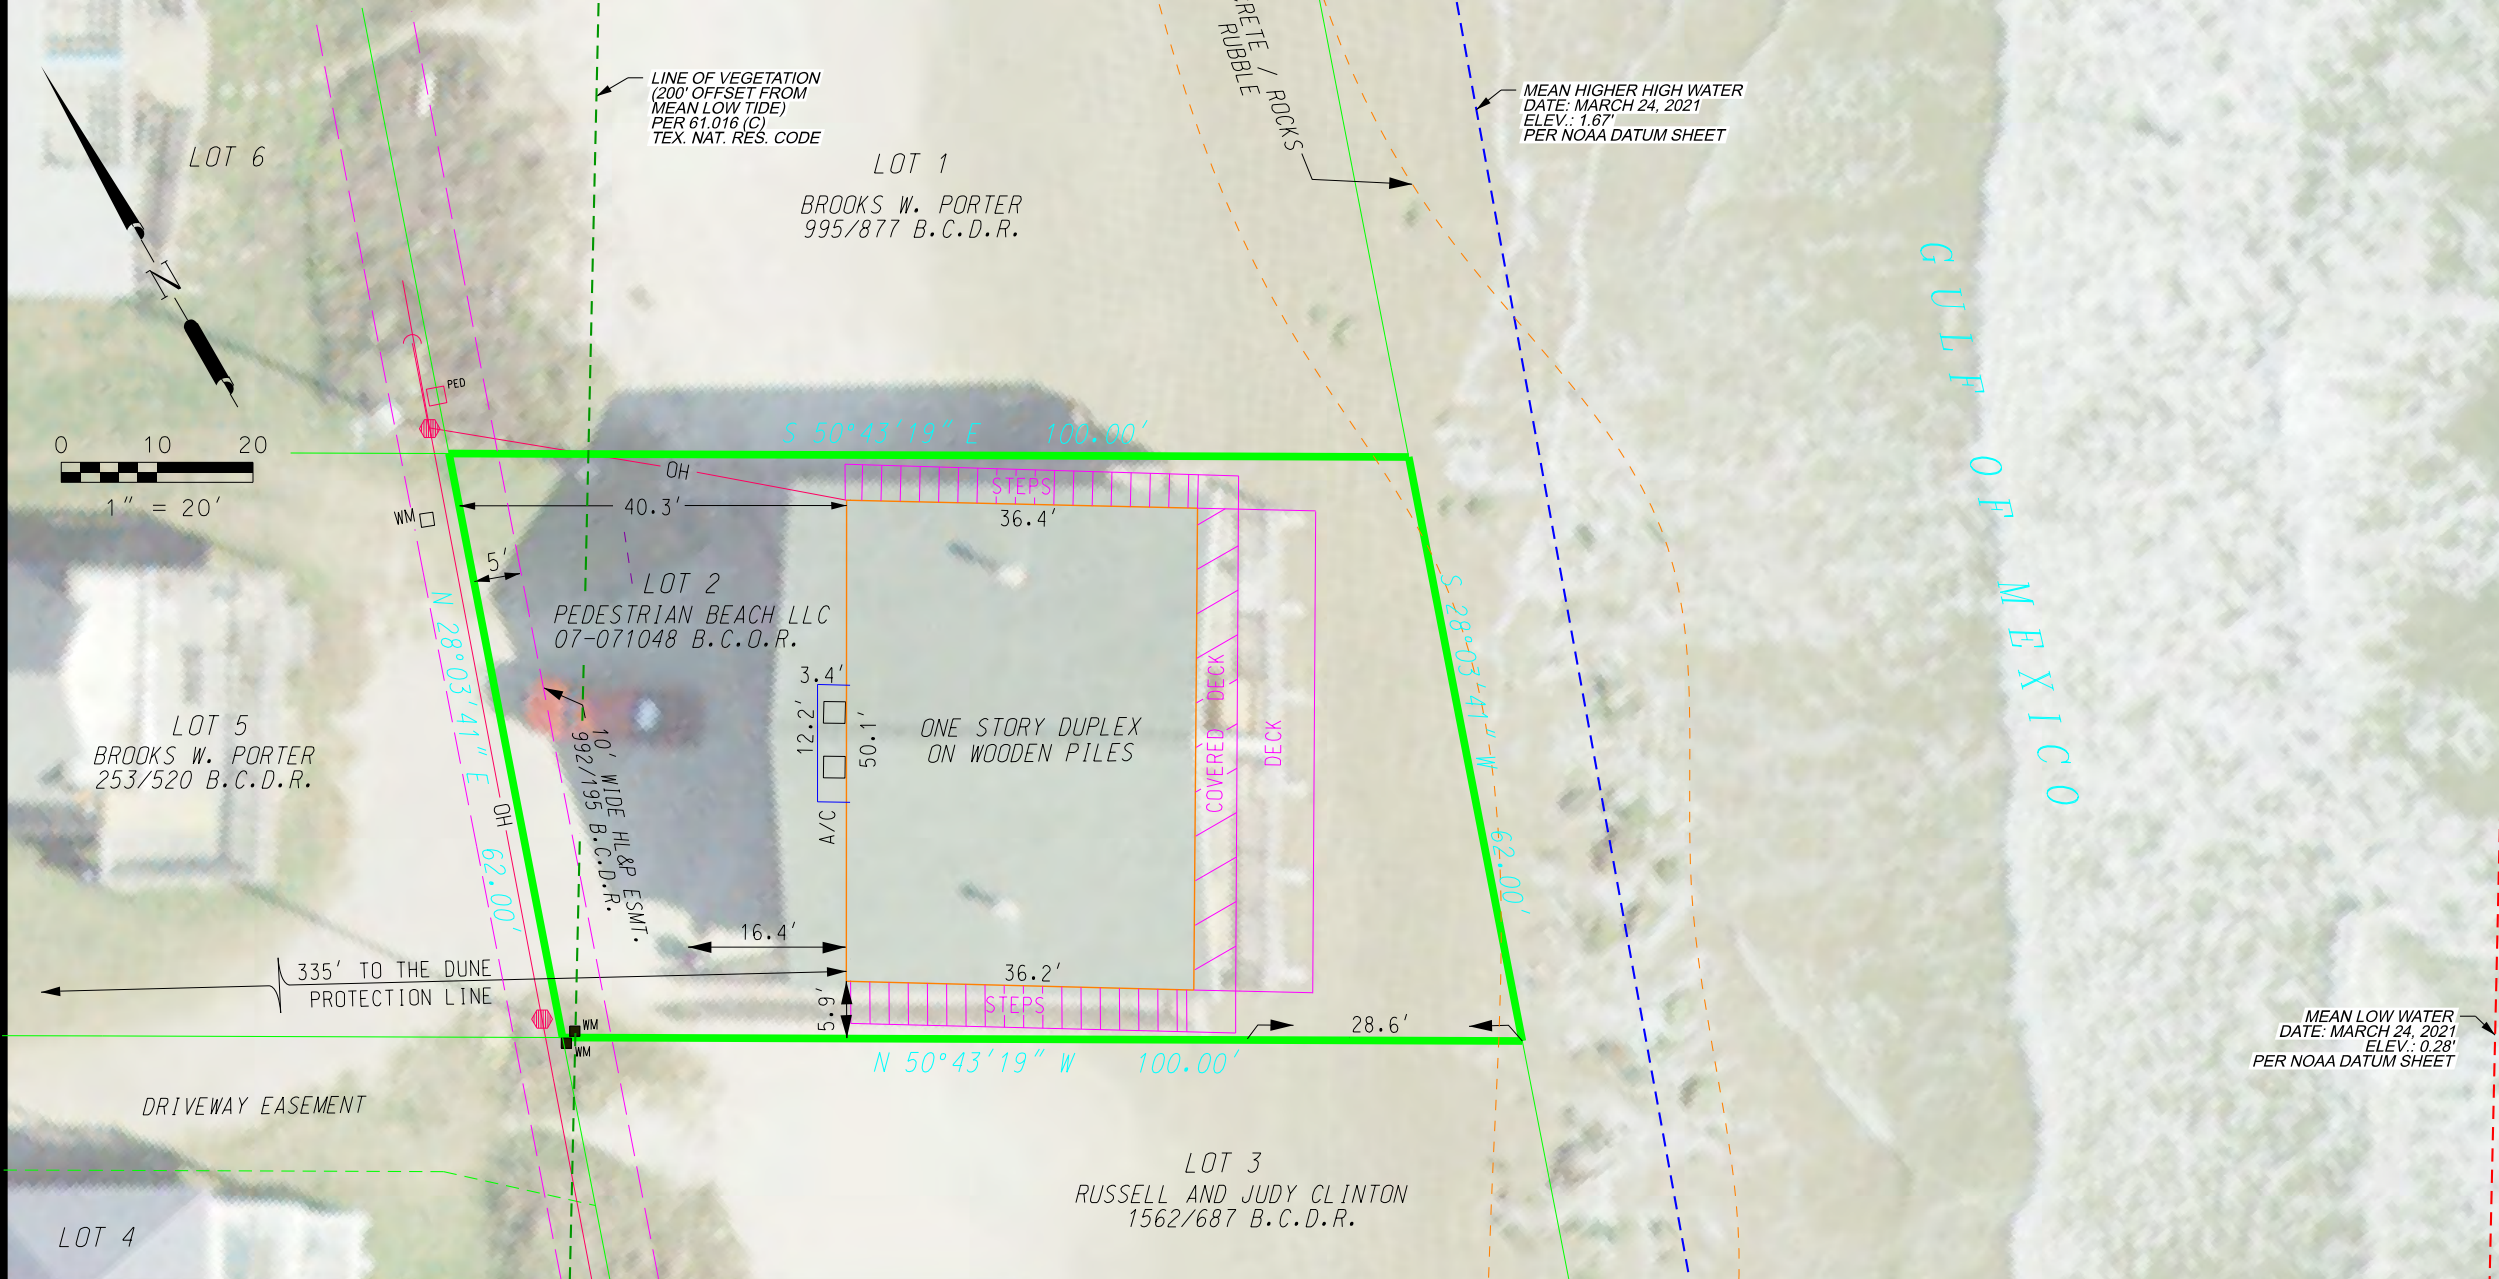 CRETE / ROCKS
RUBBLE
LINE OF VEGETATION
(200' OFFSET FROM
MEAN LOW TIDE)
PER 61.016 (C)
TEX. NAT. RES. CODE
MEAN HIGHER HIGH WATER
DATE: MARCH 24, 2021
ELEV.: 1.67'
PER NOAA DATUM SHEET
LOT 6
LOT 1
BROOKS W. PORTER
995/877 B.C.D.R.
N
GULF OF MEXICO
PED
0 10 20
1" = 20'
WM
S 50°43'19" E 100.00'
OH
STEPS
40.3'
36.4'
5'
LOT 2
PEDESTRIAN BEACH LLC
07-071048 B.C.O.R.
N 28°03'41" E 62.00'
S 28°03'41" W 62.00'
3.4'
12.2'
50.1'
A/C
ONE STORY DUPLEX
ON WOODEN PILES
COVERED DECK
DECK
LOT 5
BROOKS W. PORTER
253/520 B.C.D.R.
OH
10' WIDE HL&P ESMT.
992/195 B.C.D.R.
16.4'
335' TO THE DUNE
PROTECTION LINE
36.2'
STEPS
5.9'
28.6'
WM
WM
N 50°43'19" W 100.00'
MEAN LOW WATER
DATE: MARCH 24, 2021
ELEV.: 0.28'
PER NOAA DATUM SHEET
DRIVEWAY EASEMENT
LOT 3
RUSSELL AND JUDY CLINTON
1562/687 B.C.D.R.
LOT 4